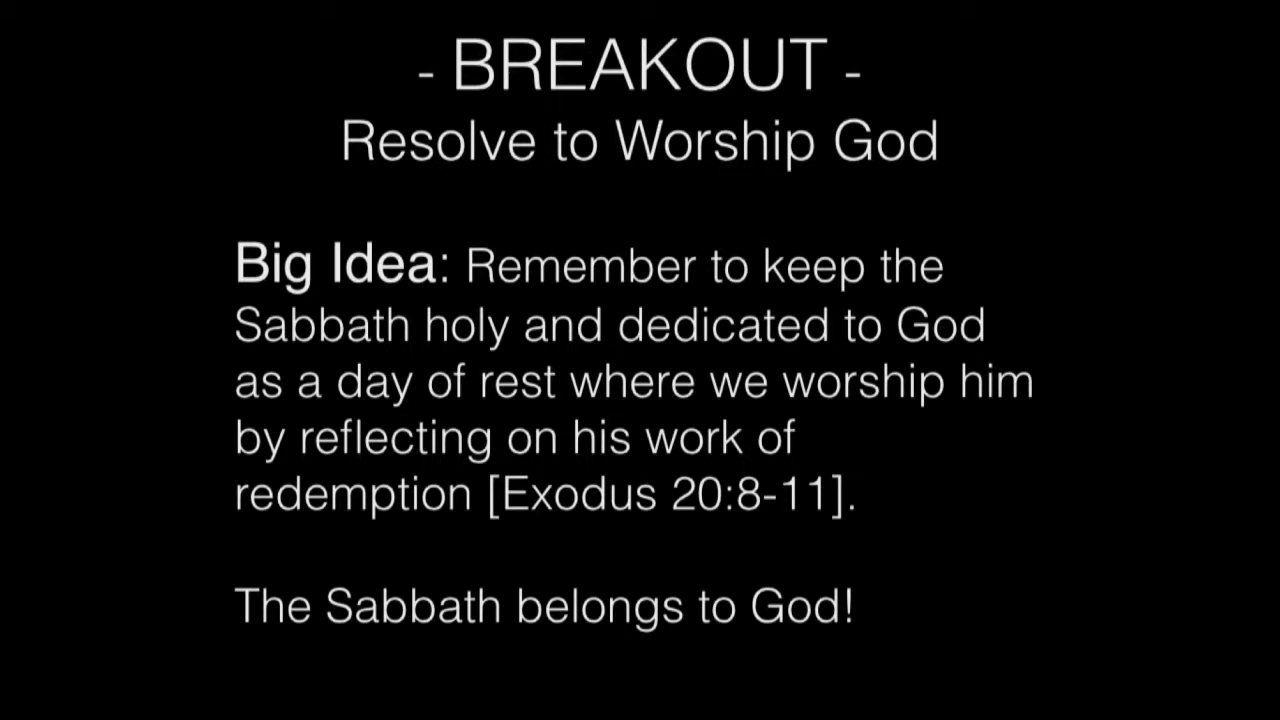 - BREAKOUT -
Resolve to Worship God
Big Idea: Remember to keep the
Sabbath holy and dedicated to God
as a day of rest where we worship him
by reflecting on his work of
redemption [Exodus 20:8-11].
The Sabbath belongs to God!